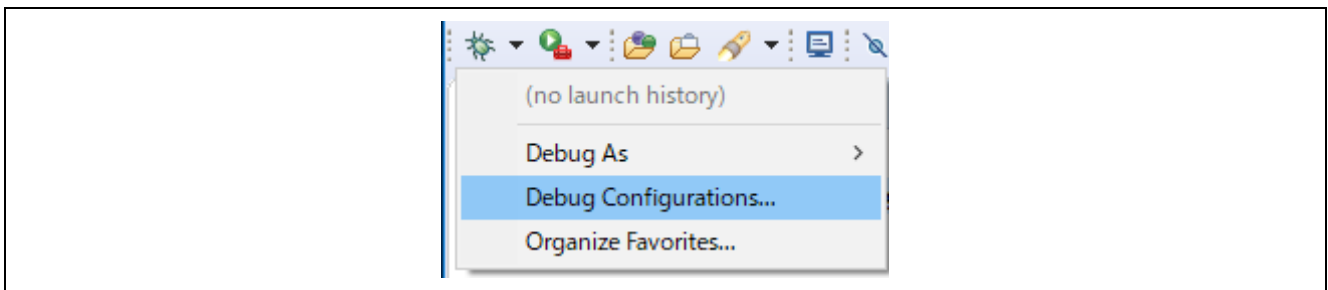 (no launch history)
Debug As
Debug Configurations...
Organize Favorites...